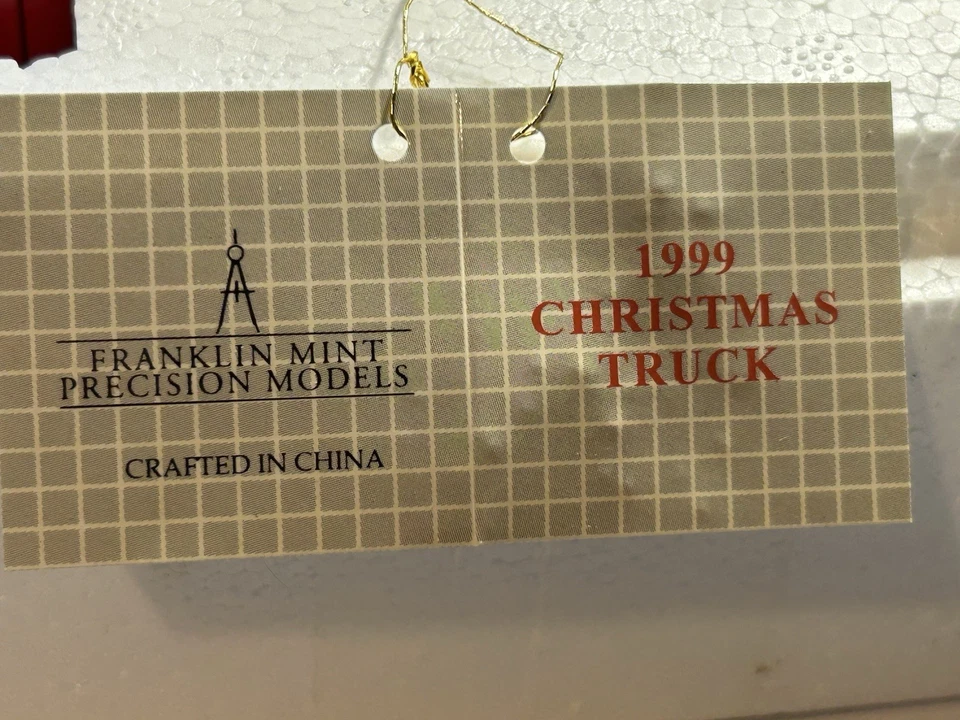 FRANKLIN MINT
PRECISION MODELS
CRAFTED IN CHINA
1999
CHRISTMAS
TRUCK